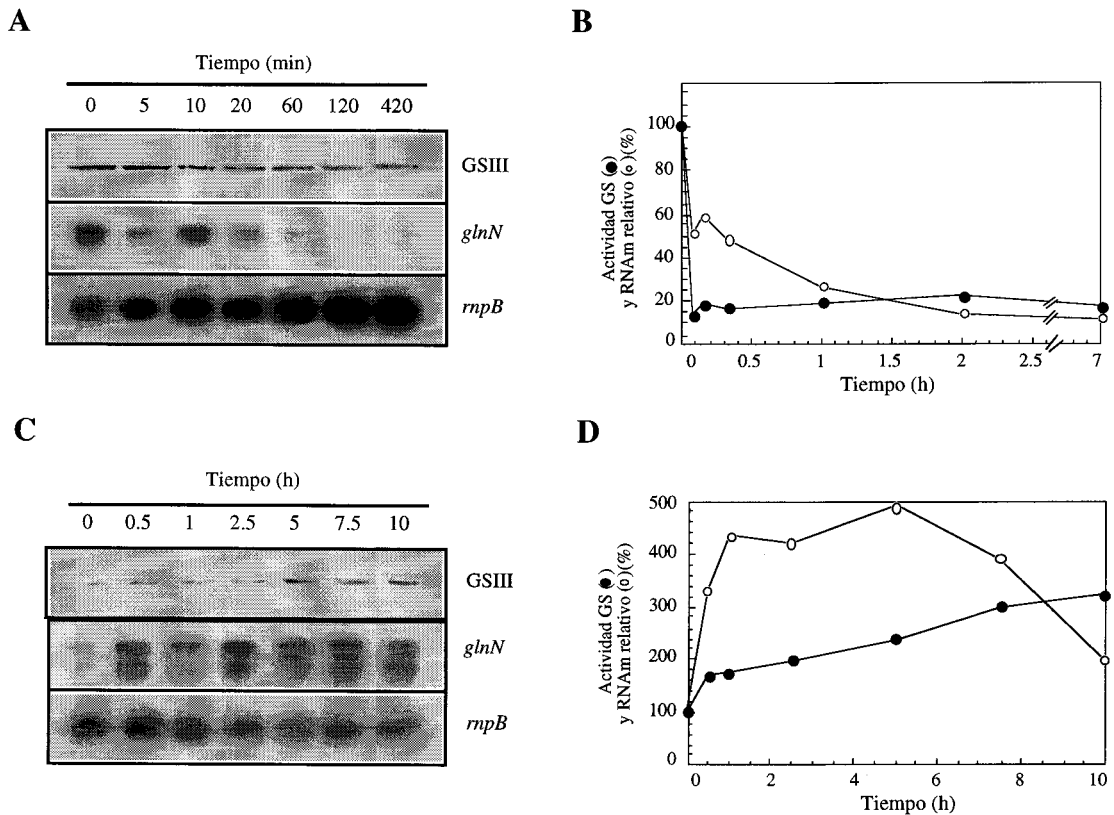 A
Tiempo (min)
0 5 10 20 60 120 420
GSIII
glnN
rnpB
B
Actividad GS (●)
y RNAm relativo (○)(%)
100
80
60
40
20
0
0 0.5 1 1.5 2 2.5 7
Tiempo (h)
C
Tiempo (h)
0 0.5 1 2.5 5 7.5 10
GSIII
glnN
rnpB
D
Actividad GS (●)
y RNAm relativo (○)(%)
500
400
300
200
100
0
0 2 4 6 8 10
Tiempo (h)